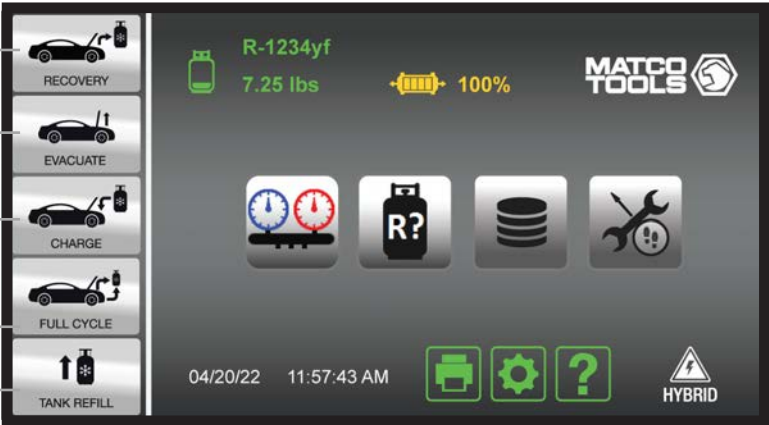 RECOVERY
EVACUATE
CHARGE
FULL CYCLE
TANK REFILL
R-1234yf
7.25 lbs
100%
MATCO
TOOLS
R?
04/20/22 11:57:43 AM
?
HYBRID